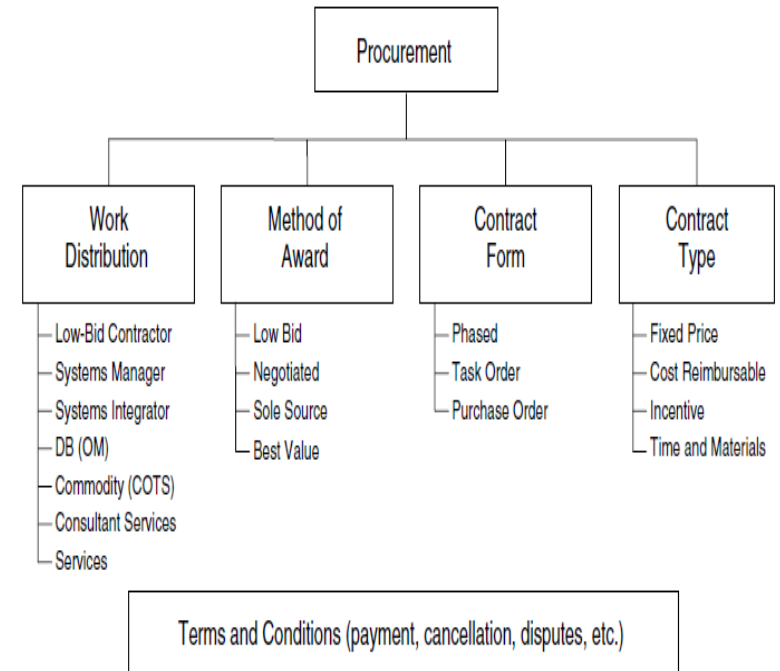 Procurement
Work
Distribution
Low-Bid Contractor
Systems Manager
Systems Integrator
DB (OM)
Commodity (COTS)
Consultant Services
Services
Method of
Award
Low Bid
Negotiated
Sole Source
Best Value
Contract
Form
Phased
Task Order
Purchase Order
Contract
Type
Fixed Price
Cost Reimbursable
Incentive
Time and Materials
Terms and Conditions (payment, cancellation, disputes, etc.)